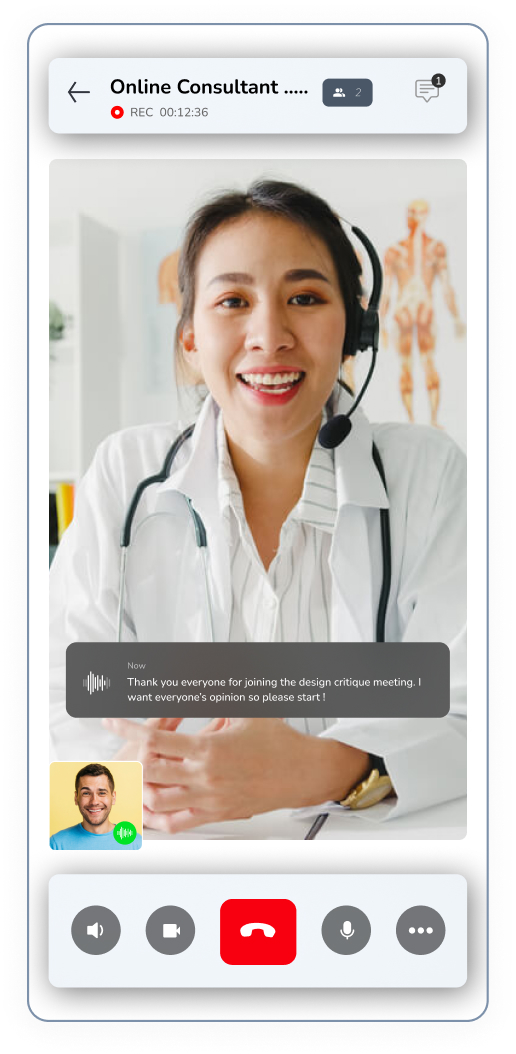 Online Consultant .....
2
1
REC 00:12:36
Now
Thank you everyone for joining the design critique meeting. I
want everyone's opinion so please start !